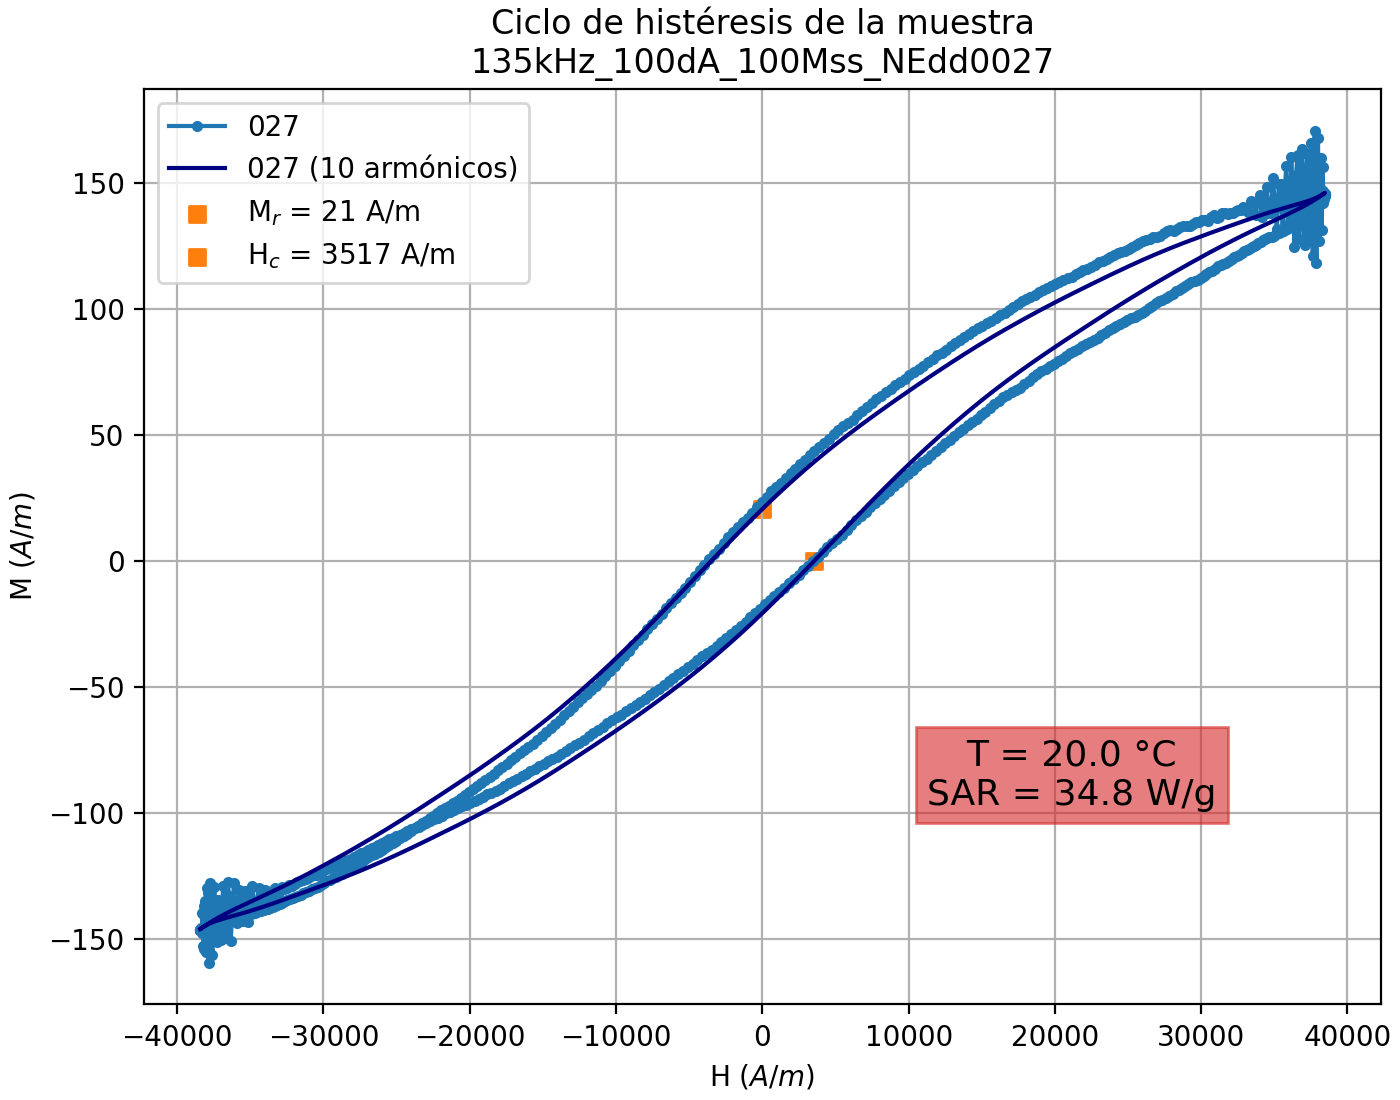 Ciclo de histéresis de la muestra
135kHz_100dA_100Mss_NEdd0027
027
027 (10 armónicos)
Mr = 21 A/m
Hc = 3517 A/m
150
100
50
0
−50
−100
−150
M (A/m)
T = 20.0 °C
SAR = 34.8 W/g
−40000 −30000 −20000 −10000 0 10000 20000 30000 40000
H (A/m)